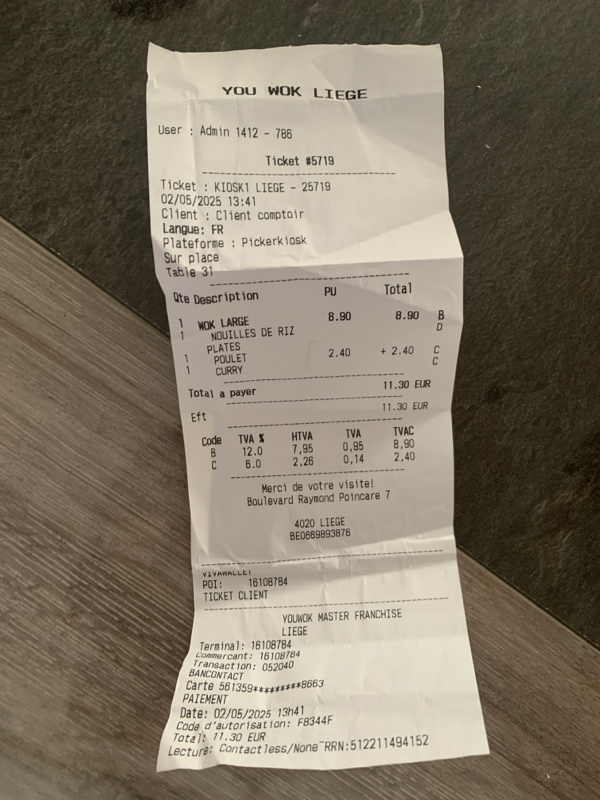 YOU WOK LIEGE
User : Admin 1412 - 786
Ticket #5719
Ticket : KIOSK1 LIEGE - 25719
02/05/2025 13:41
Client : Client comptoir
Langue: FR
Plateforme : Pickerkiosk
Sur place
Table 31
Qte Description PU Total
1 WOK LARGE 8.90 8.90 B
1 NOUILLES DE RIZ D
PLATES
1 POULET 2.40 + 2.40 C
1 CURRY C
Total a payer 11.30 EUR
Eft 11.30 EUR
Code TVA % HTVA TVA TVAC
B 12.0 7,95 0,95 8,90
C 6.0 2,26 0,14 2,40
Merci de votre visite!
Boulevard Raymond Poincare 7
4020 LIEGE
BE0669893876
VIVAWALLET
POI: 16108784
TICKET CLIENT
YOUWOK MASTER FRANCHISE
LIEGE
Terminal: 16108784
Commercant: 16108784
Transaction: 052040
BANCONTACT
Carte 561359*********8663
PAIEMENT
Date: 02/05/2025 13h41
Code d'autorisation: F8344F
Total: 11.30 EUR
Lecture: Contactless/None RRN:512211494152